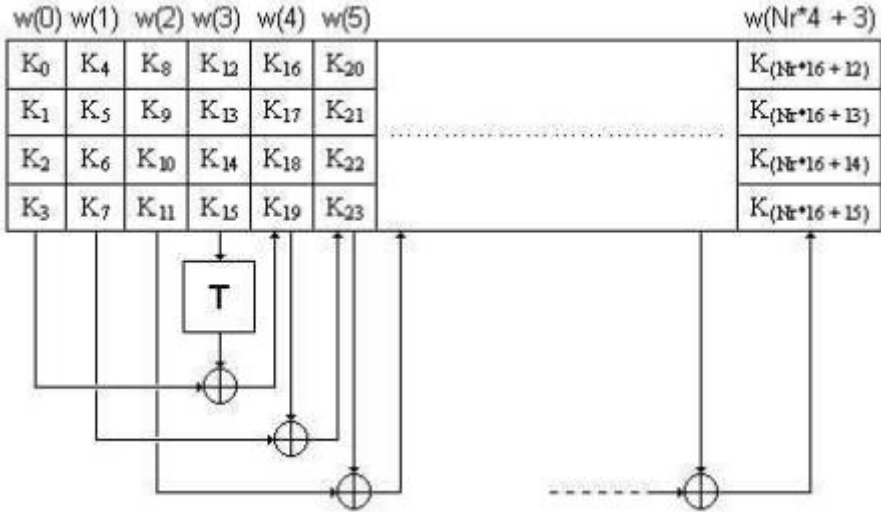 w(0) w(1) w(2) w(3) w(4) w(5) w(Nr*4 + 3)
K0 K4 K8 K12 K16 K20 K(Nr*16 + 12)
K1 K5 K9 K13 K17 K21 K(Nr*16 + 13)
K2 K6 K10 K14 K18 K22 K(Nr*16 + 14)
K3 K7 K11 K15 K19 K23 K(Nr*16 + 15)
T